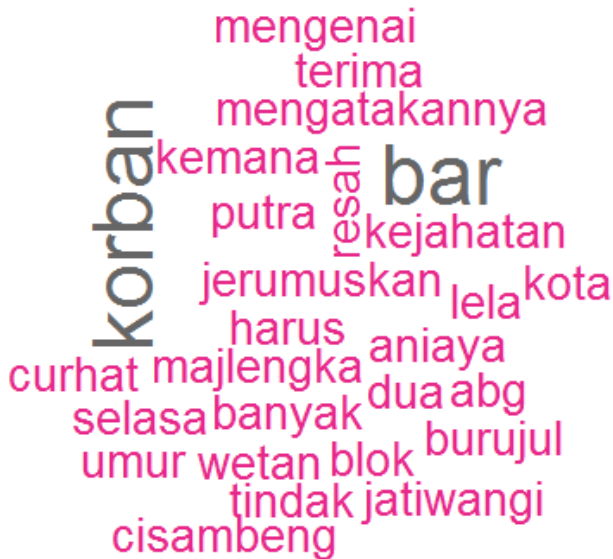 mengenai
terima
mengatakannya
korban
kemana
resah
bar
putra
kejahatan
jerumuskan
lela
kota
harus
aniaya
curhat
majlengka
dua
abg
selasa
banyak
burujul
umur
wetan
blok
tindak
jatiwangi
cisambeng